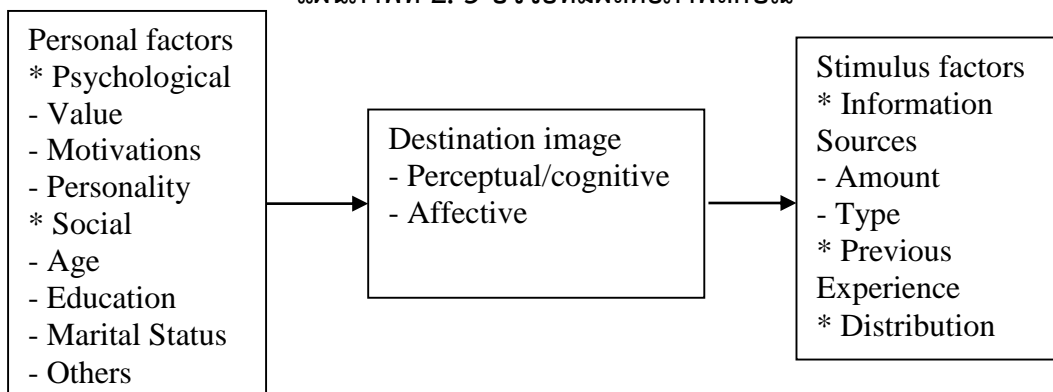 Personal factors
* Psychological
- Value
- Motivations
- Personality
* Social
- Age
- Education
- Marital Status
- Others
Destination image
- Perceptual/cognitive
- Affective
Stimulus factors
* Information
Sources
- Amount
- Type
* Previous
Experience
* Distribution